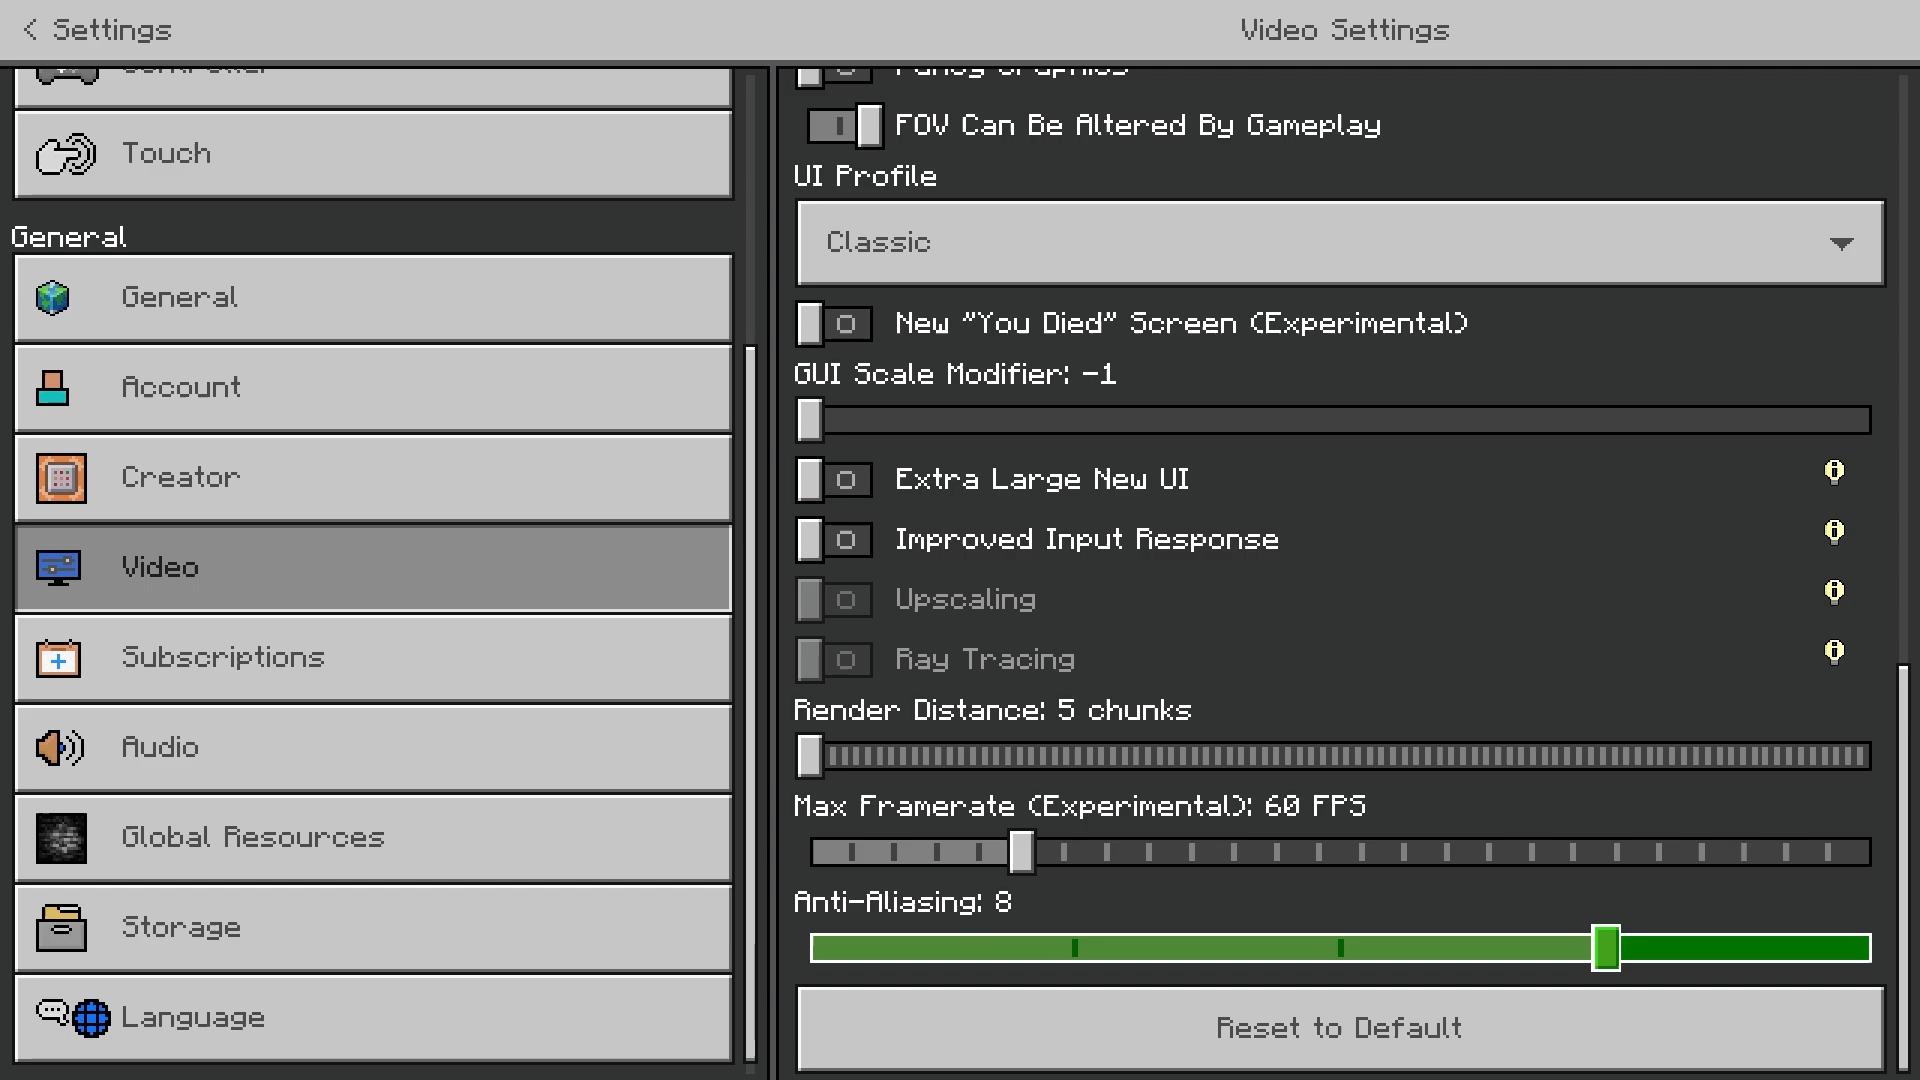 Settings
Video Settings
Controller
Touch
General
General
Account
Creator
Video
Subscriptions
Audio
Global Resources
Storage
Language
Fancy Graphics
FOV Can Be Altered By Gameplay
UI Profile
Classic
New "You Died" Screen (Experimental)
GUI Scale Modifier: -1
Extra Large New UI
Improved Input Response
Upscaling
Ray Tracing
Render Distance: 5 chunks
Max Framerate (Experimental): 60 FPS
Anti-Aliasing: 8
Reset to Default